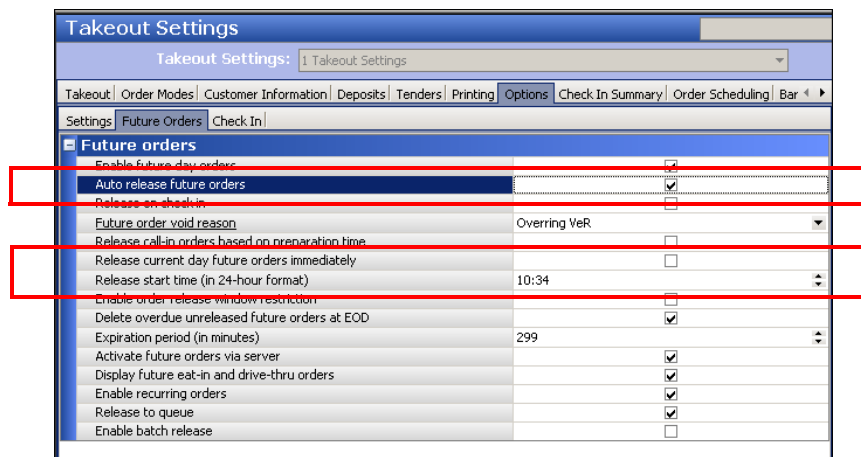 Takeout Settings
Takeout Settings: 1 Takeout Settings
Takeout Order Modes Customer Information Deposits Tenders Printing Options Check In Summary Order Scheduling Bar
Settings Future Orders Check In
Future orders
Enable future day orders
Auto release future orders
Release on check in
Future order void reason Overring VeR
Release call-in orders based on preparation time
Release current day future orders immediately
Release start time (in 24-hour format) 10:34
Enable order release window restriction
Delete overdue unreleased future orders at EOD
Expiration period (in minutes) 299
Activate future orders via server
Display future eat-in and drive-thru orders
Enable recurring orders
Release to queue
Enable batch release